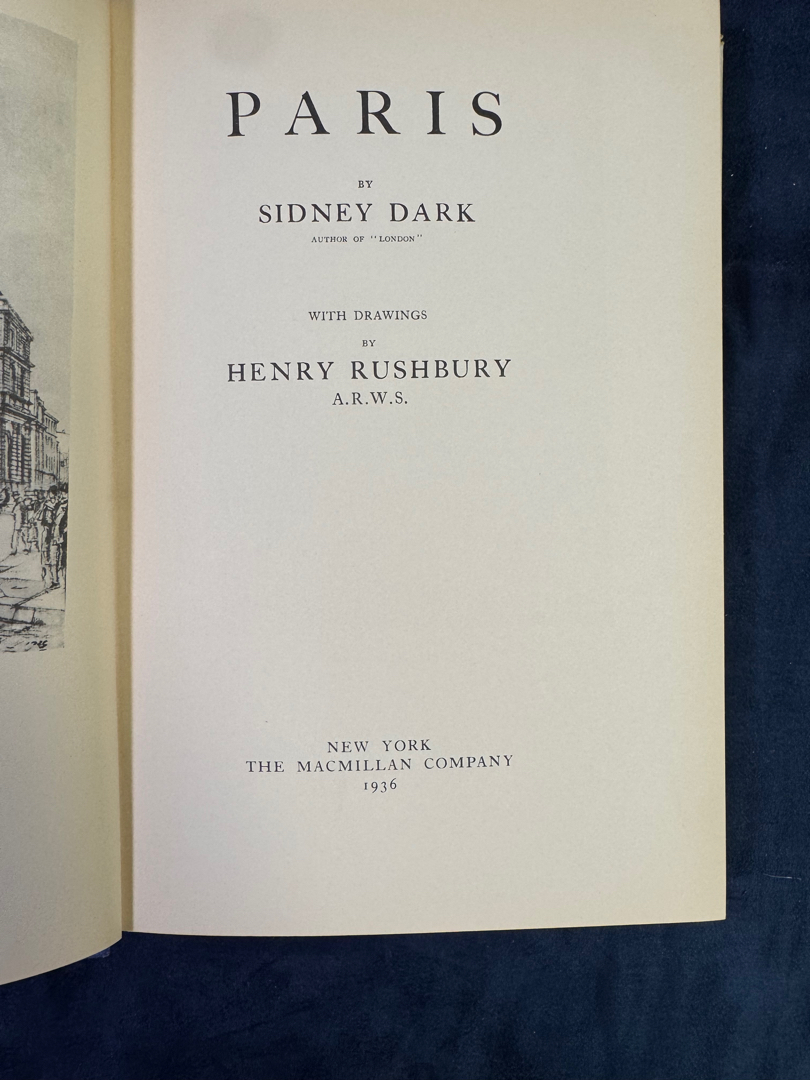 PARIS
BY
SIDNEY DARK
AUTHOR OF "LONDON"
WITH DRAWINGS
BY
HENRY RUSHBURY
A.R.W.S.
NEW YORK
THE MACMILLAN COMPANY
1936